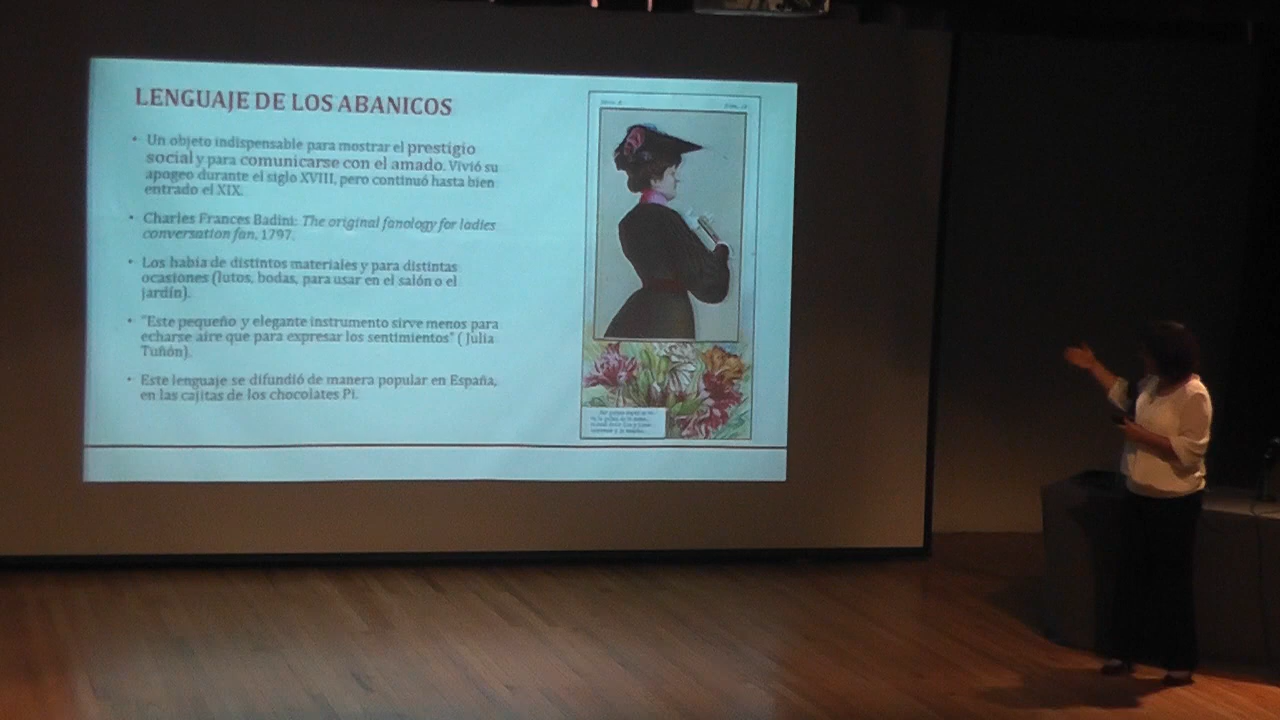 LENGUAJE DE LOS ABANICOS
• Un objeto indispensable para mostrar el prestigio
social y para comunicarse con el amado. Vivió su
apogeo durante el siglo XVIII, pero continuó hasta bien
entrado el XIX.
• Charles Frances Badini: The original fanology for ladies
conversation fan, 1797.
• Los había de distintos materiales y para distintas
ocasiones (lutos, bodas, para usar en el salón o el
jardín).
• "Este pequeño y elegante instrumento sirve menos para
echarse aire que para expresar los sentimientos" ( Julia
Tuñón).
• Este lenguaje se difundió de manera popular en España,
en las cajitas de los chocolates Pi.